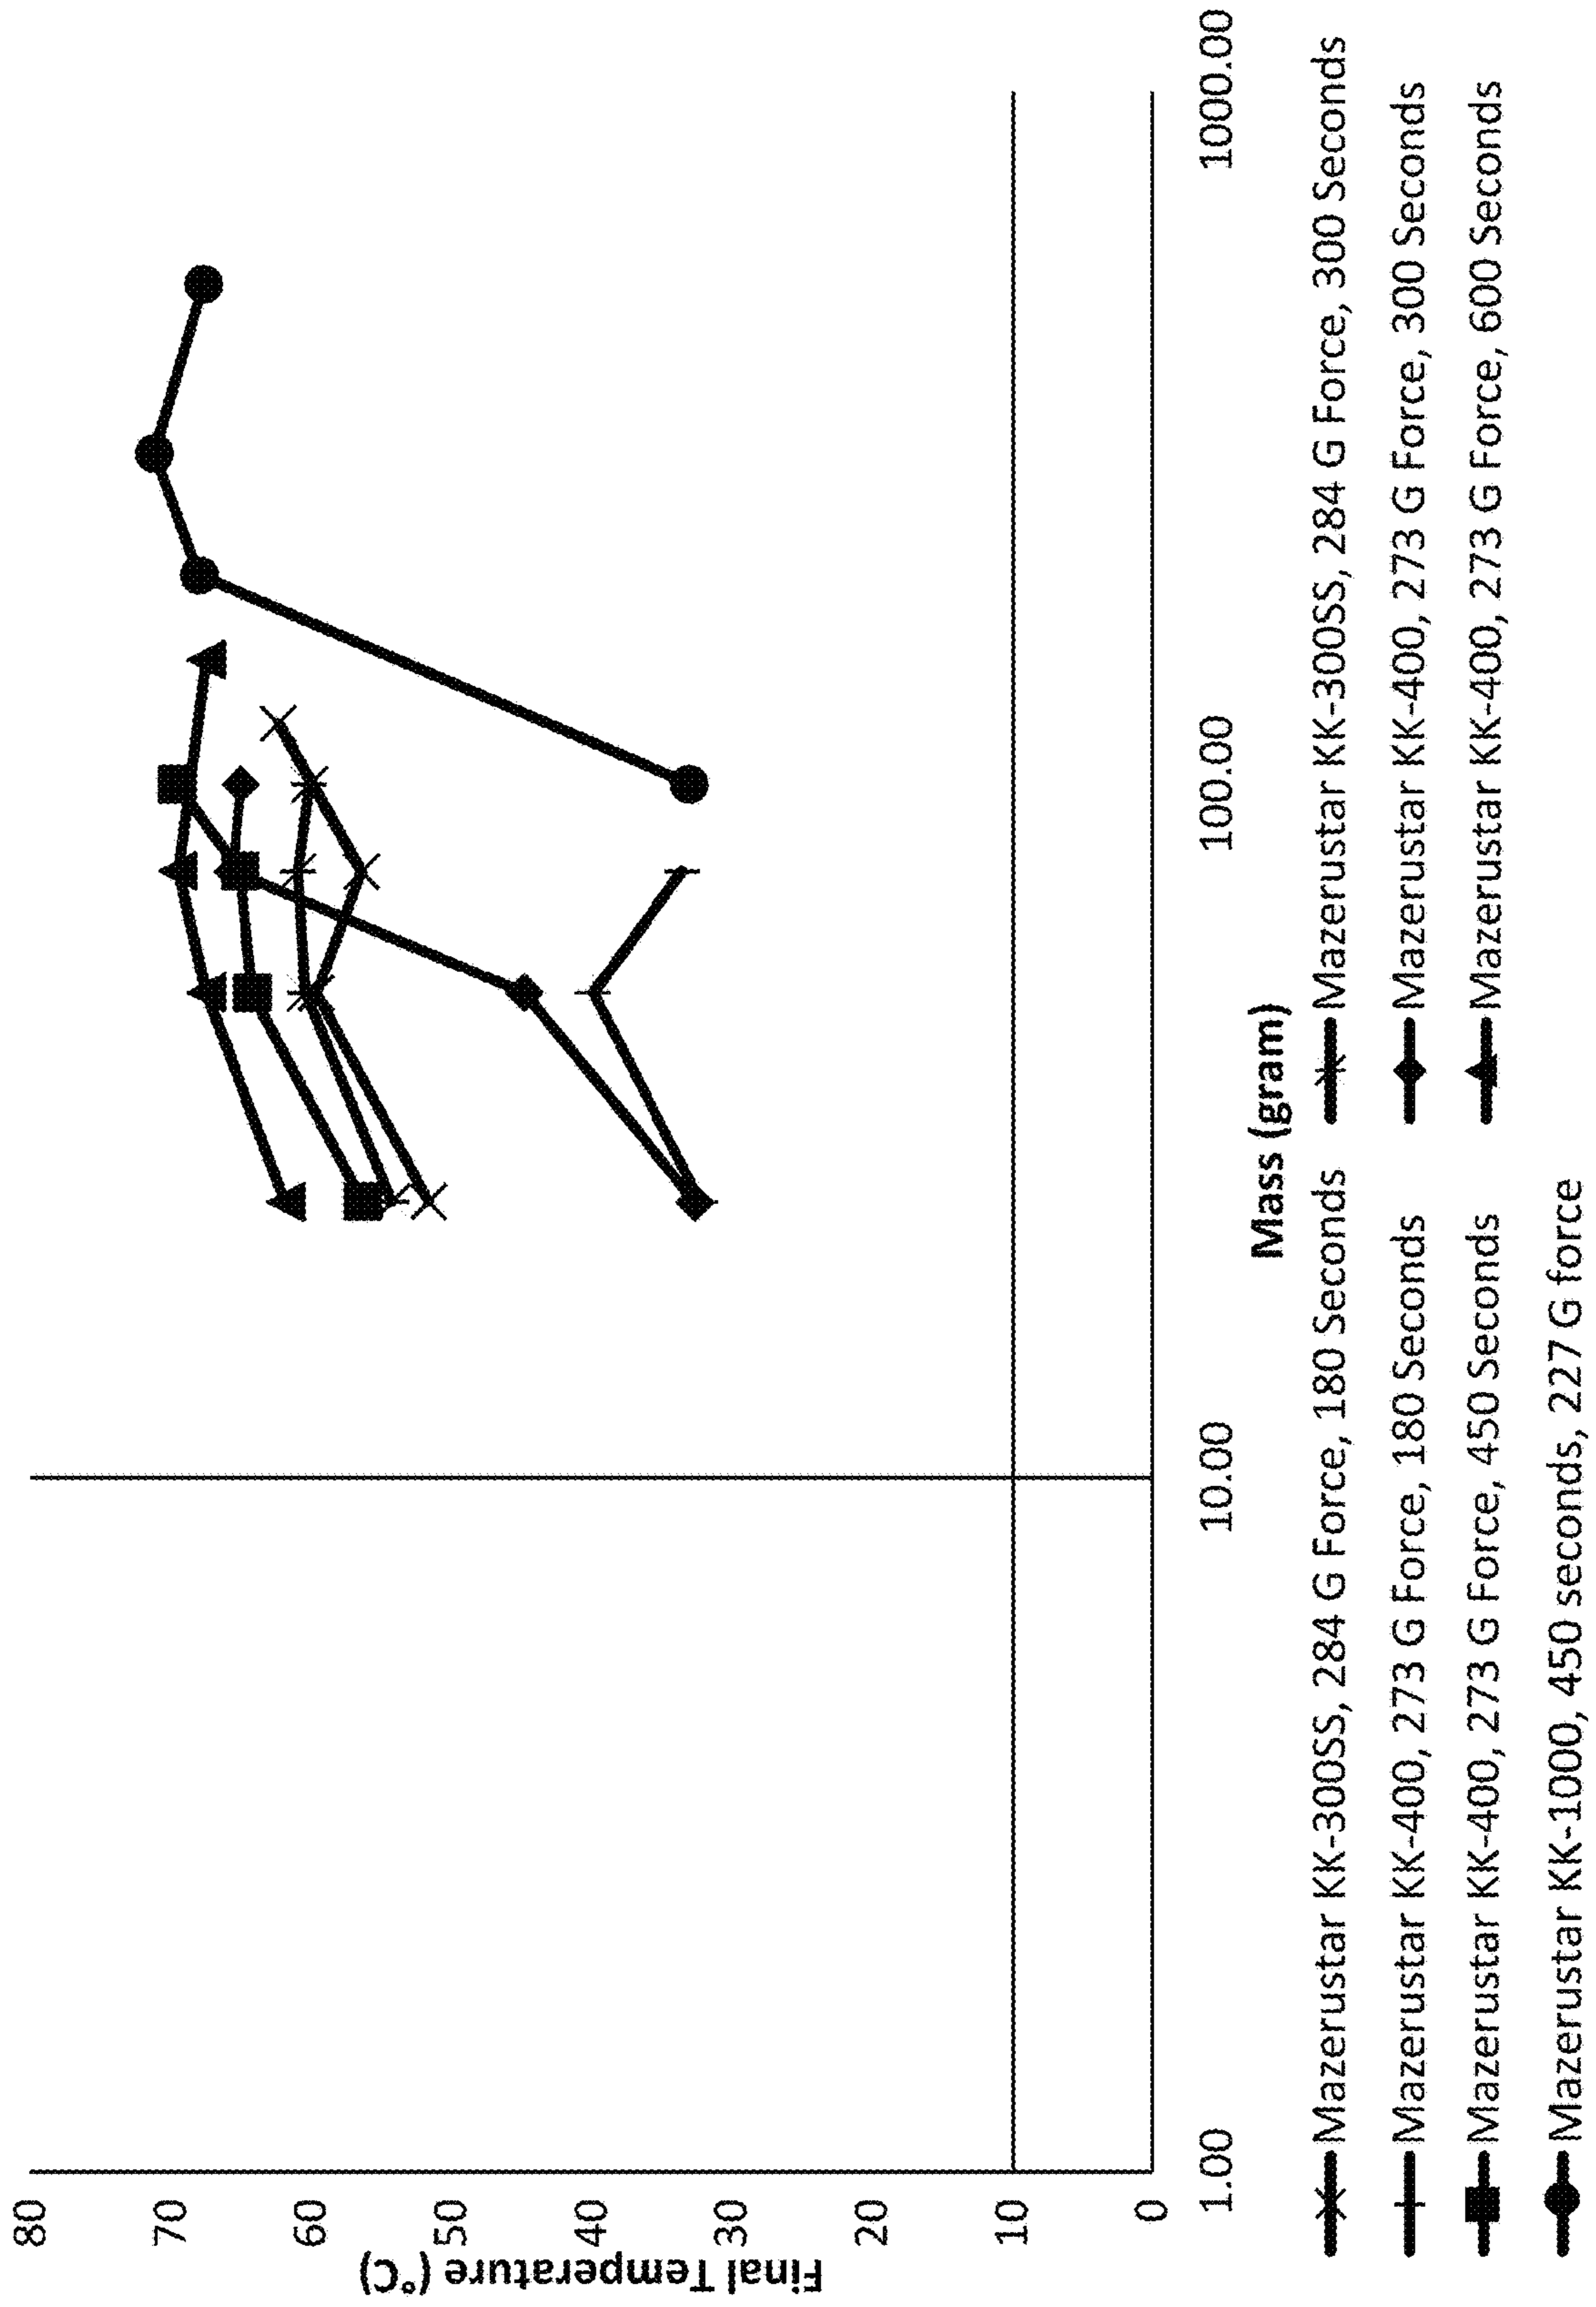 80
70
60
50
40
30
20
10
0
Final Temperature (°C)
1.00
10.00
100.00
1000.00
Mass (gram)
Mazerustar KK-300SS, 284 G Force, 180 Seconds
Mazerustar KK-300SS, 284 G Force, 300 Seconds
Mazerustar KK-400, 273 G Force, 180 Seconds
Mazerustar KK-400, 273 G Force, 300 Seconds
Mazerustar KK-400, 273 G Force, 450 Seconds
Mazerustar KK-400, 273 G Force, 600 Seconds
Mazerustar KK-1000, 450 seconds, 227 G force